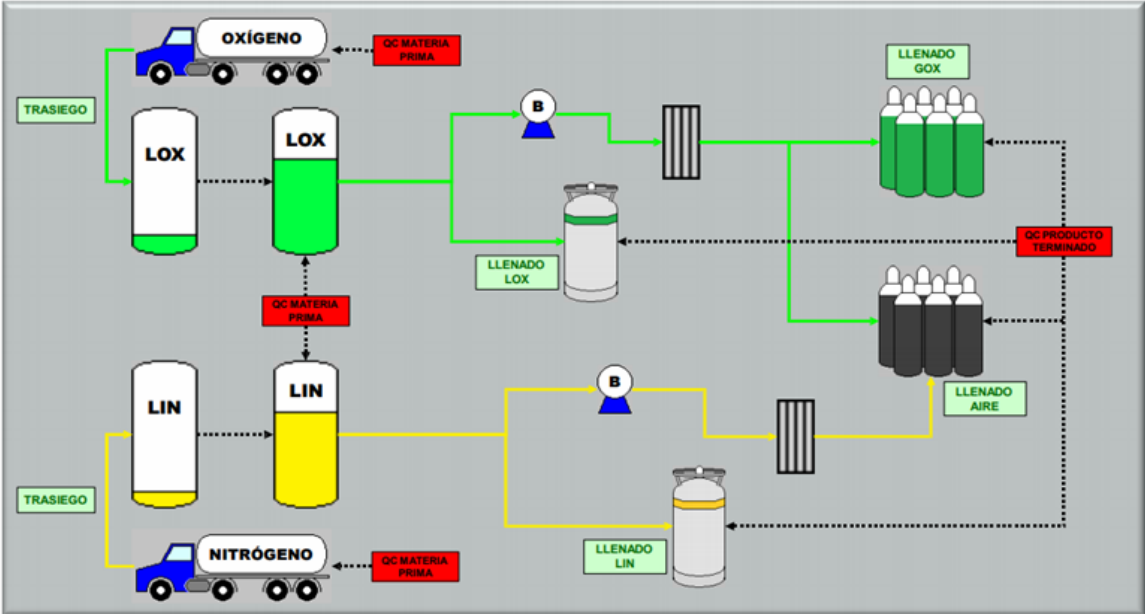 OXÍGENO
QC MATERIA
PRIMA
LLENADO
GOX
TRASIEGO
B
LOX
LOX
QC PRODUCTO
TERMINADO
LLENADO
LOX
QC MATERIA
PRIMA
LIN
LIN
B
LLENADO
AIRE
TRASIEGO
NITRÓGENO
QC MATERIA
PRIMA
LLENADO
LIN